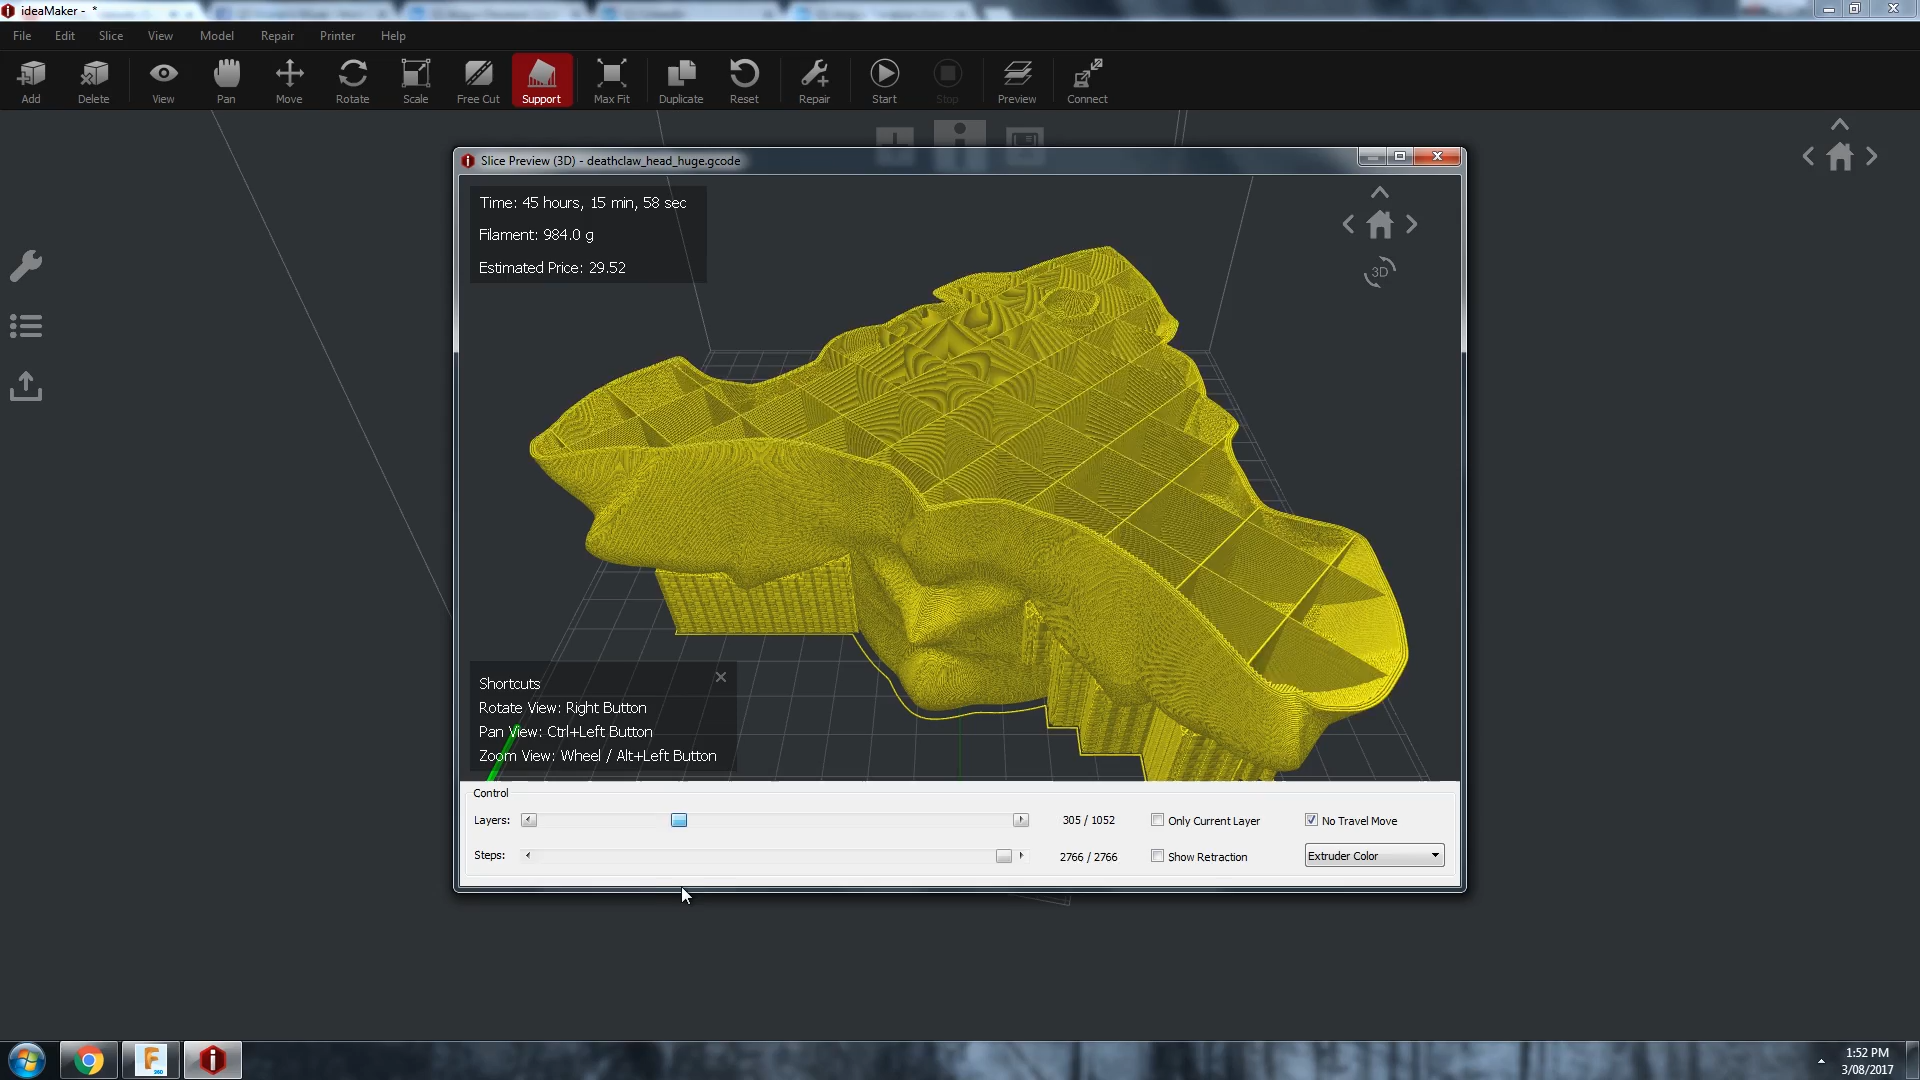 ideaMaker - *
File Edit Slice View Model Repair Printer Help
Add Delete View Pan Move Rotate Scale Free Cut Support Max Fit Duplicate Reset Repair Start Stop Preview Connect
Slice Preview (3D) - deathclaw_head_huge.gcode
Time: 45 hours, 15 min, 58 sec
Filament: 984.0 g
Estimated Price: 29.52
3D
Shortcuts
Rotate View: Right Button
Pan View: Ctrl+Left Button
Zoom View: Wheel / Alt+Left Button
Control
Layers: 305 / 1052 Only Current Layer No Travel Move
Steps: 2766 / 2766 Show Retraction Extruder Color
1:52 PM
3/08/2017